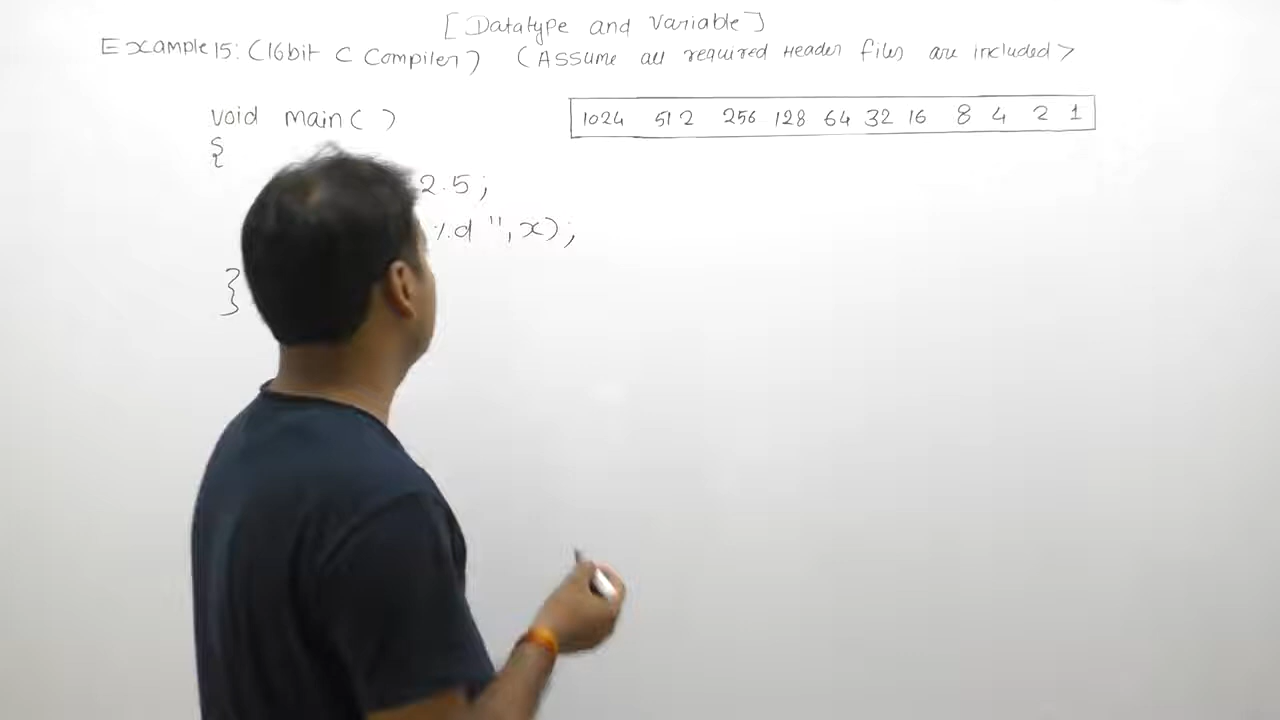 [Datatype and Variable]
Example 15: (16bit C Compiler) (Assume all required Header files are included>
void main( )
1024 512 256 128 64 32 16 8 4 2 1
{
2.5;
%d ", x);
}